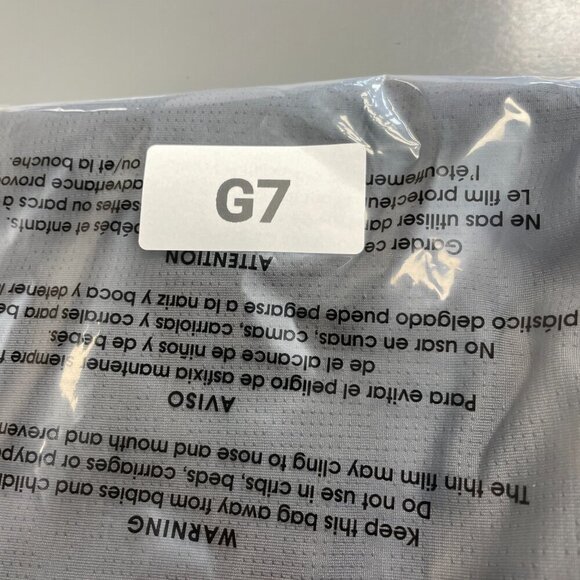 G7
WARNING
Keep this bag away from babies and child
Do not use in cribs, beds, carriages or plaype
The thin film may cling to nose and mouth and preven
AVISO
Para evitar el peligro de asfixia mantener siempre f
de el alcance de niños y de bebés.
No usar en cunas, camas, carriolas y corrales para be
plástico delgado puede pegarse a la nariz y boca y detener l
ATTENTION
Garder ce bébés et enfants.
Ne pas utiliser dan ssettes ou parcs à
Le film protecteu advertance provo
l'étouffemen ou/et la bouche.